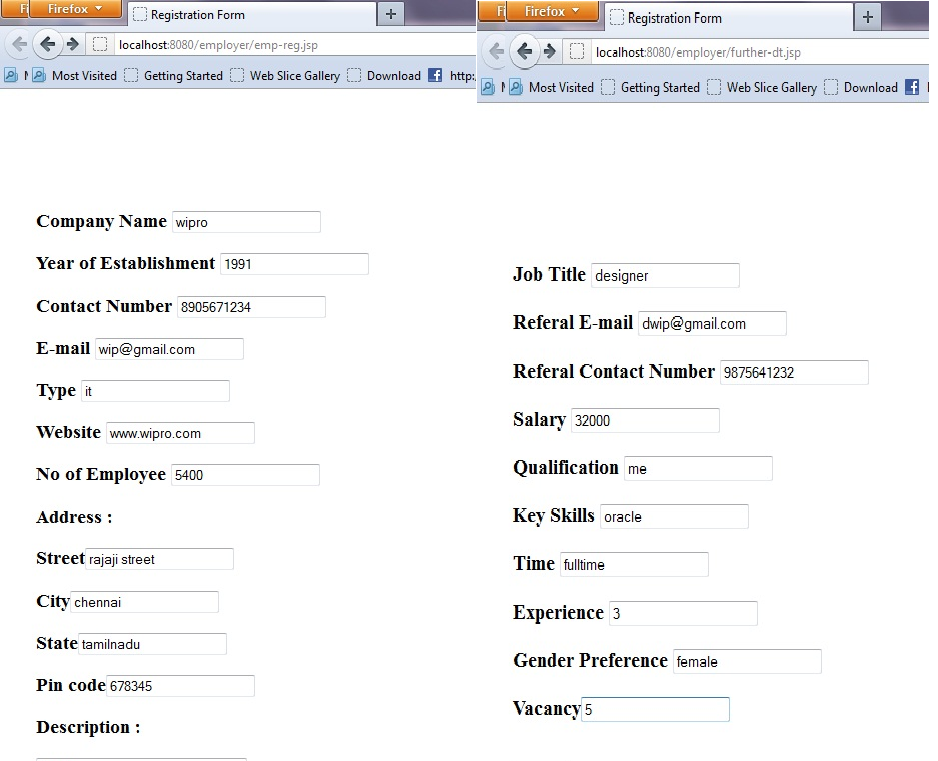 Fi Firefox
Registration Form
localhost:8080/employer/emp-reg.jsp
Most Visited Getting Started Web Slice Gallery Download http:
Company Name wipro
Year of Establishment 1991
Contact Number 8905671234
E-mail wip@gmail.com
Type it
Website www.wipro.com
No of Employee 5400
Address :
Street rajaji street
City chennai
State tamilnadu
Pin code 678345
Description :
Fi Firefox
Registration Form
localhost:8080/employer/further-dt.jsp
Most Visited Getting Started Web Slice Gallery Download
Job Title designer
Referal E-mail dwip@gmail.com
Referal Contact Number 9875641232
Salary 32000
Qualification me
Key Skills oracle
Time fulltime
Experience 3
Gender Preference female
Vacancy 5